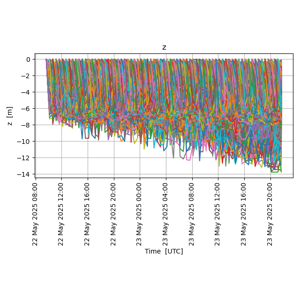 z
0
−2
−4
−6
−8
−10
−12
−14
z [m]
22 May 2025 08:00
22 May 2025 12:00
22 May 2025 16:00
22 May 2025 20:00
23 May 2025 00:00
23 May 2025 04:00
23 May 2025 08:00
23 May 2025 12:00
23 May 2025 16:00
23 May 2025 20:00
Time [UTC]